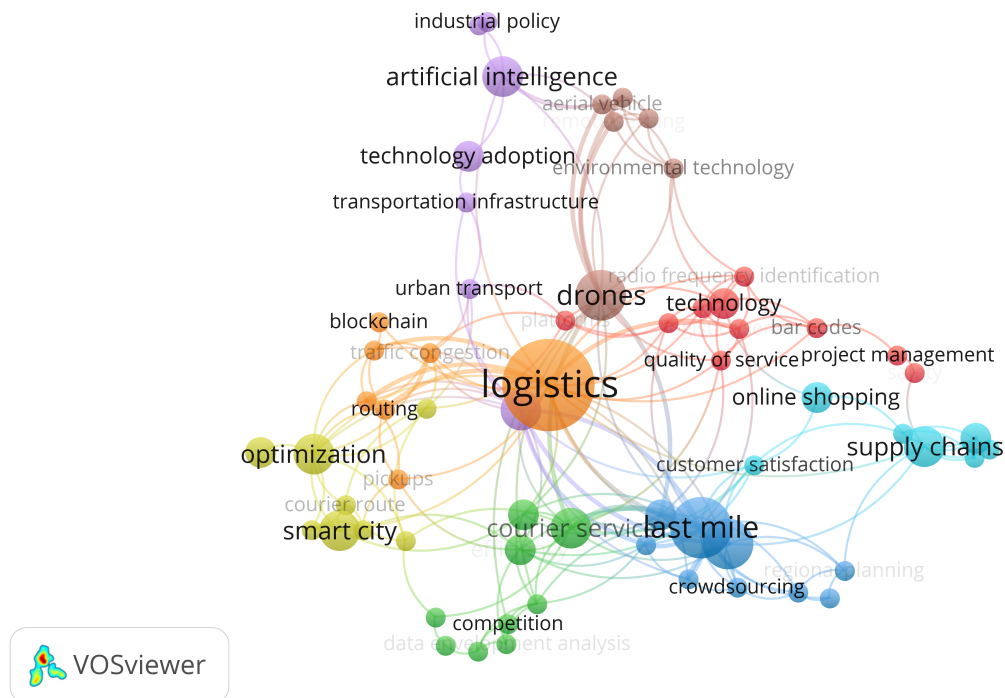 industrial policy
artificial intelligence
aerial vehicle
technology adoption
environmental technology
transportation infrastructure
radio frequency identification
urban transport
drones
technology
blockchain
bar codes
traffic congestion
quality of service
project management
logistics
online shopping
routing
supply chains
optimization
customer satisfaction
pickups
courier route
smart city
courier service
last mile
regional planning
crowdsourcing
competition
data envelopment analysis
VOSviewer